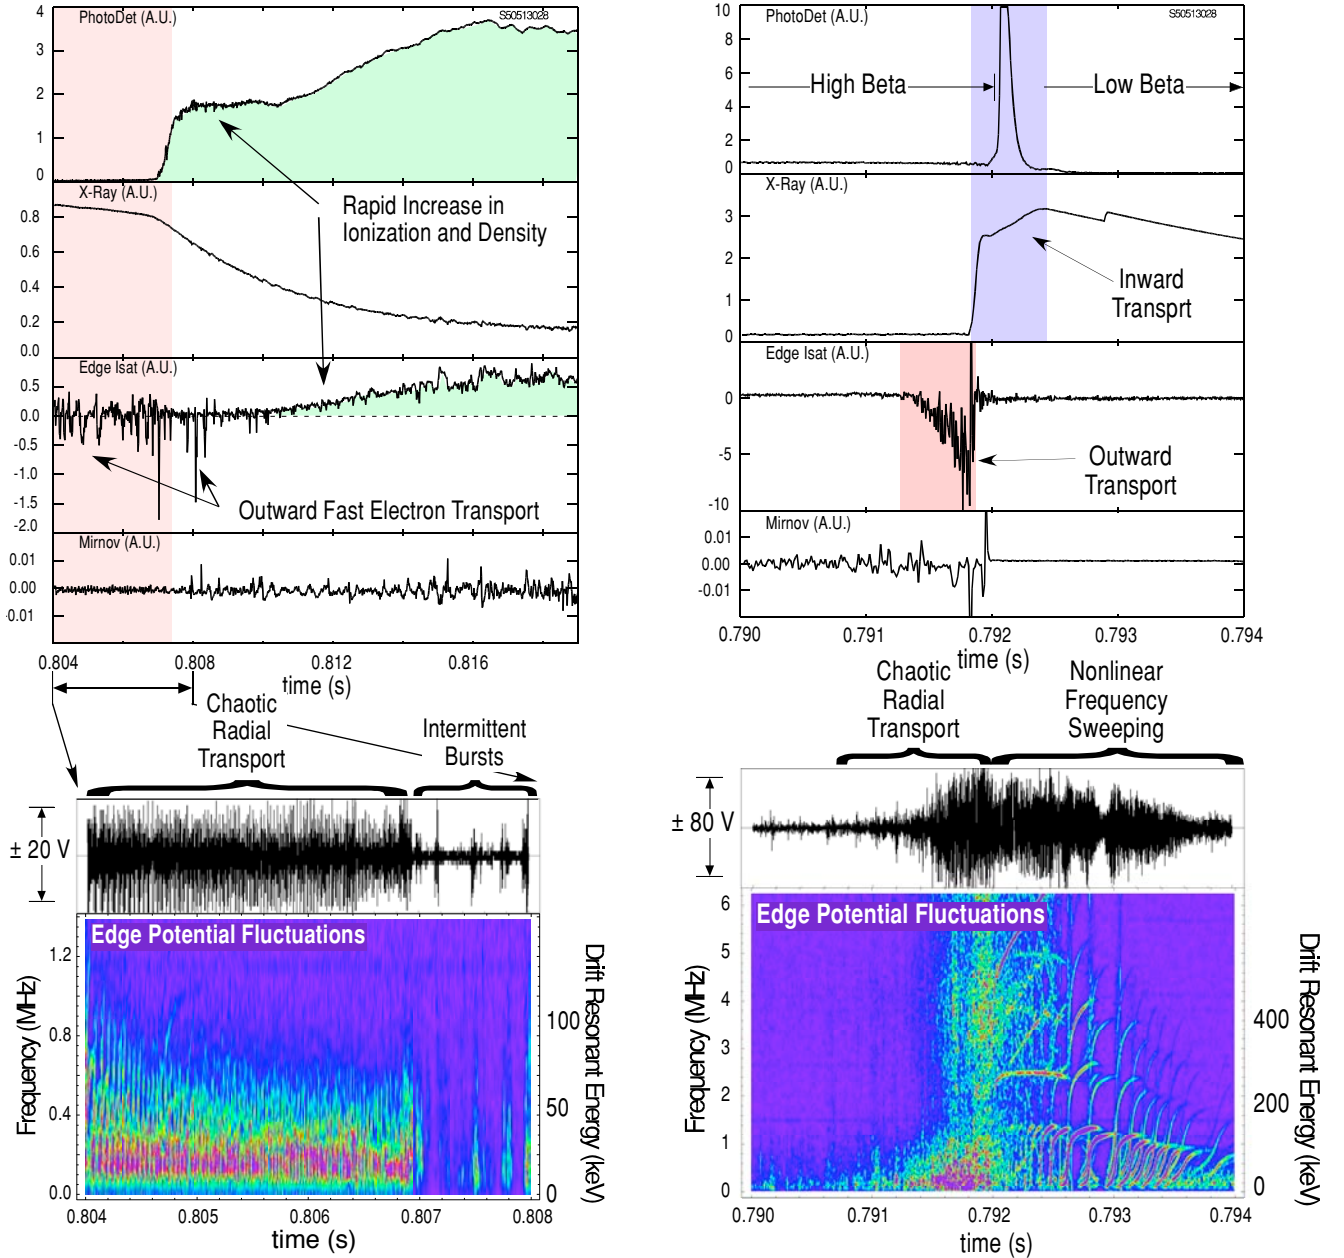 PhotoDet (A.U.)
S50513028
4
3
2
1
0
X-Ray (A.U.)
0.8
0.6
0.4
0.2
0.0
Rapid Increase in
Ionization and Density
Edge Isat (A.U.)
0.5
0.0
-0.5
-1.0
-1.5
-2.0
Outward Fast Electron Transport
Mirnov (A.U.)
0.01
0.00
-0.01
0.804
0.808
0.812
0.816
time (s)
Chaotic
Radial
Transport
Intermittent
Bursts
± 20 V
Edge Potential Fluctuations
Frequency (MHz)
1.2
0.8
0.4
0.0
Drift Resonant Energy (keV)
100
50
0
0.804
0.805
0.806
0.807
0.808
time (s)
PhotoDet (A.U.)
S50513028
10
8
6
4
2
0
High Beta
Low Beta
X-Ray (A.U.)
3
2
1
0
Inward
Transprt
Edge Isat (A.U.)
0
-5
-10
Outward
Transport
Mirnov (A.U.)
0.01
0.00
-0.01
0.790
0.791
0.792
0.793
0.794
time (s)
Chaotic
Radial
Transport
Nonlinear
Frequency
Sweeping
± 80 V
Edge Potential Fluctuations
Frequency (MHz)
6
5
4
3
2
1
0
Drift Resonant Energy (keV)
400
200
0
0.790
0.791
0.792
0.793
0.794
time (s)